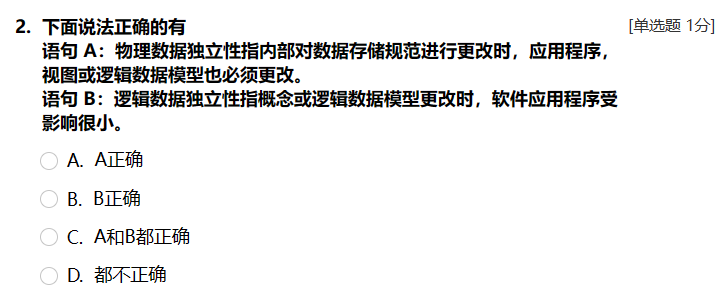 2. 下面说法正确的有 [单选题 1分]
语句 A：物理数据独立性指内部对数据存储规范进行更改时，应用程序，
视图或逻辑数据模型也必须更改。
语句 B：逻辑数据独立性指概念或逻辑数据模型更改时，软件应用程序受
影响很小。
A. A正确
B. B正确
C. A和B都正确
D. 都不正确